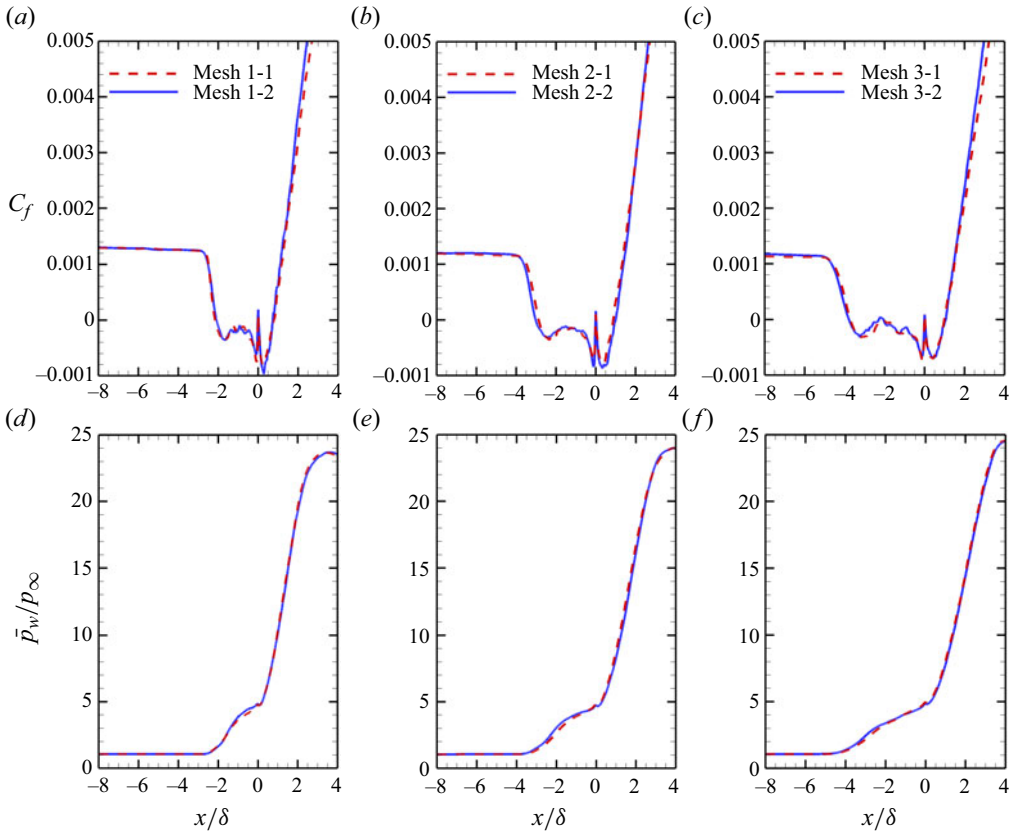 (a) (b) (c)
0.005 0.005 0.005
Mesh 1-1 Mesh 2-1 Mesh 3-1
Mesh 1-2 Mesh 2-2 Mesh 3-2
0.004 0.004 0.004
0.003 0.003 0.003
C_f 0.002 0.002 0.002
0.001 0.001 0.001
0 0 0
–0.001 –0.001 –0.001
–8 –6 –4 –2 0 2 4 –8 –6 –4 –2 0 2 4 –8 –6 –4 –2 0 2 4
(d) (e) (f)
25 25 25
20 20 20
15 15 15
p̄_w/p_∞
10 10 10
5 5 5
0 0 0
–8 –6 –4 –2 0 2 4 –8 –6 –4 –2 0 2 4 –8 –6 –4 –2 0 2 4
x/δ x/δ x/δ